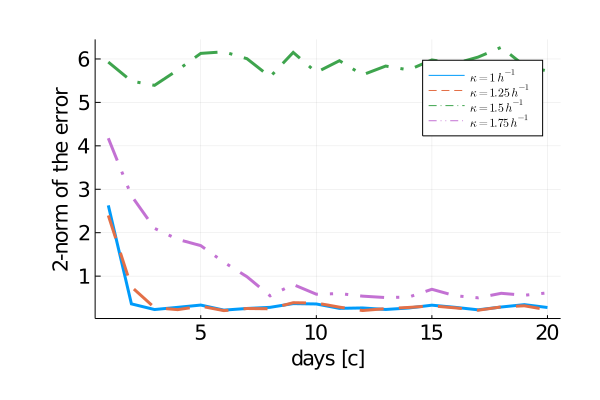 2-norm of the error
6
5
4
3
2
1
κ = 1 h⁻¹
κ = 1.25 h⁻¹
κ = 1.5 h⁻¹
κ = 1.75 h⁻¹
5 10 15 20
days [c]